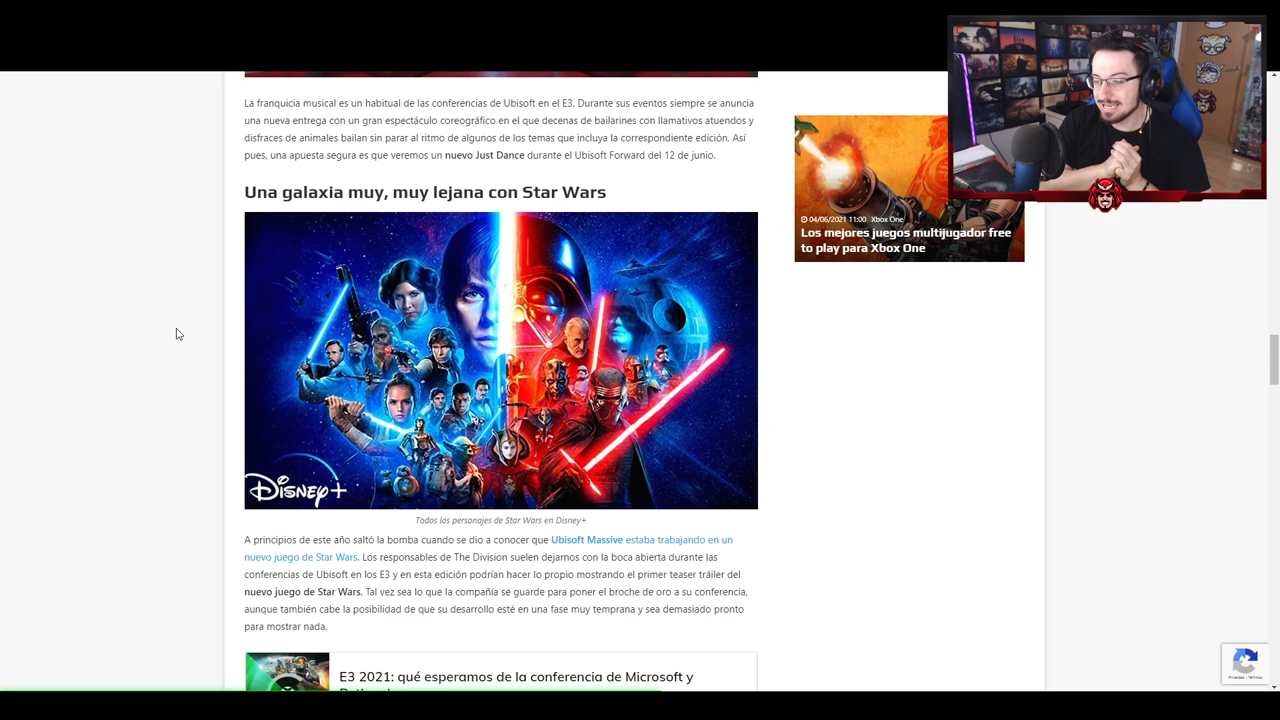 La franquicia musical es un habitual de las conferencias de Ubisoft en el E3. Durante sus eventos siempre se anuncia
una nueva entrega con un gran espectáculo coreográfico en el que decenas de bailarines con llamativos atuendos y
disfraces de animales bailan sin parar al ritmo de algunos de los temas que incluya la correspondiente edición. Así
pues, una apuesta segura es que veremos un nuevo Just Dance durante el Ubisoft Forward del 12 de junio.
Una galaxia muy, muy lejana con Star Wars
Disney+
Todos los personajes de Star Wars en Disney+
A principios de este año saltó la bomba cuando se dio a conocer que Ubisoft Massive estaba trabajando en un
nuevo juego de Star Wars. Los responsables de The Division suelen dejarnos con la boca abierta durante las
conferencias de Ubisoft en los E3 y en esta edición podrían hacer lo propio mostrando el primer teaser tráiler del
nuevo juego de Star Wars. Tal vez sea lo que la compañía se guarde para poner el broche de oro a su conferencia,
aunque también cabe la posibilidad de que su desarrollo esté en una fase muy temprana y sea demasiado pronto
para mostrar nada.
E3 2021: qué esperamos de la conferencia de Microsoft y
04/06/2021 11:00 Xbox One
Los mejores juegos multijugador free
to play para Xbox One
Privacidad - Términos